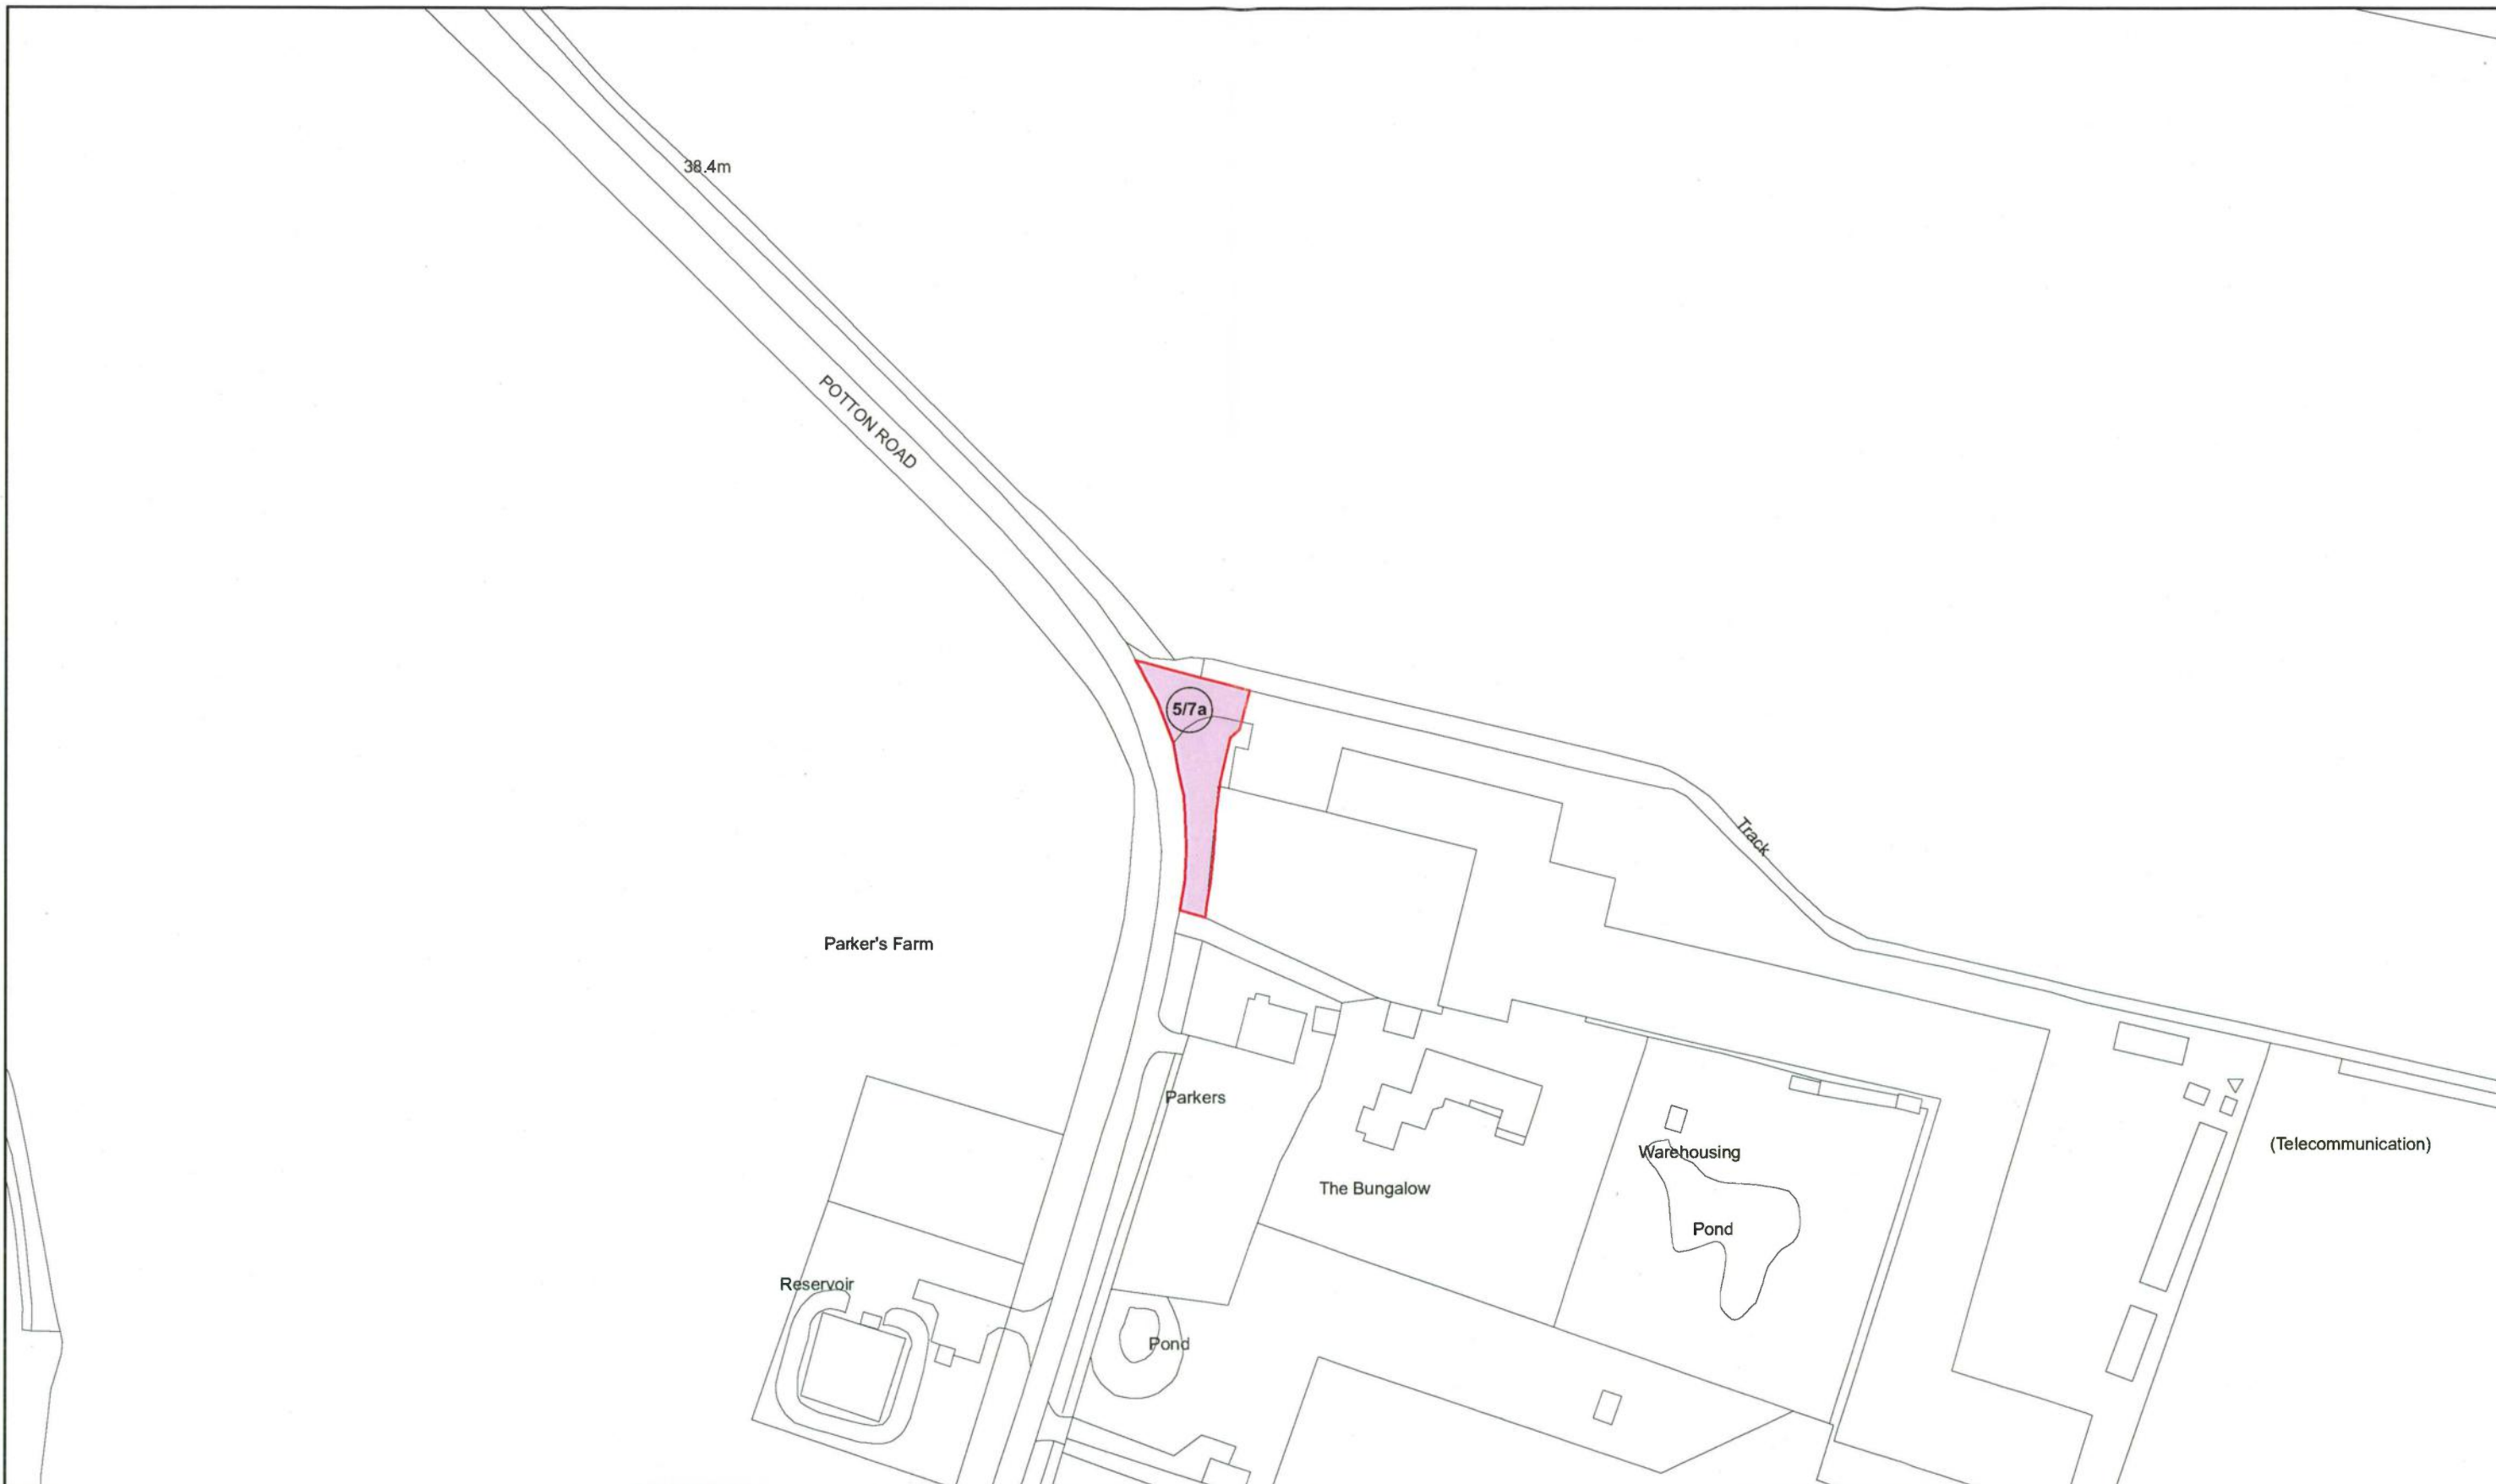 38.4m
POTTON ROAD
5/7a
Track
Parker's Farm
Parkers
(Telecommunication)
Warehousing
The Bungalow
Pond
Reservoir
Pond